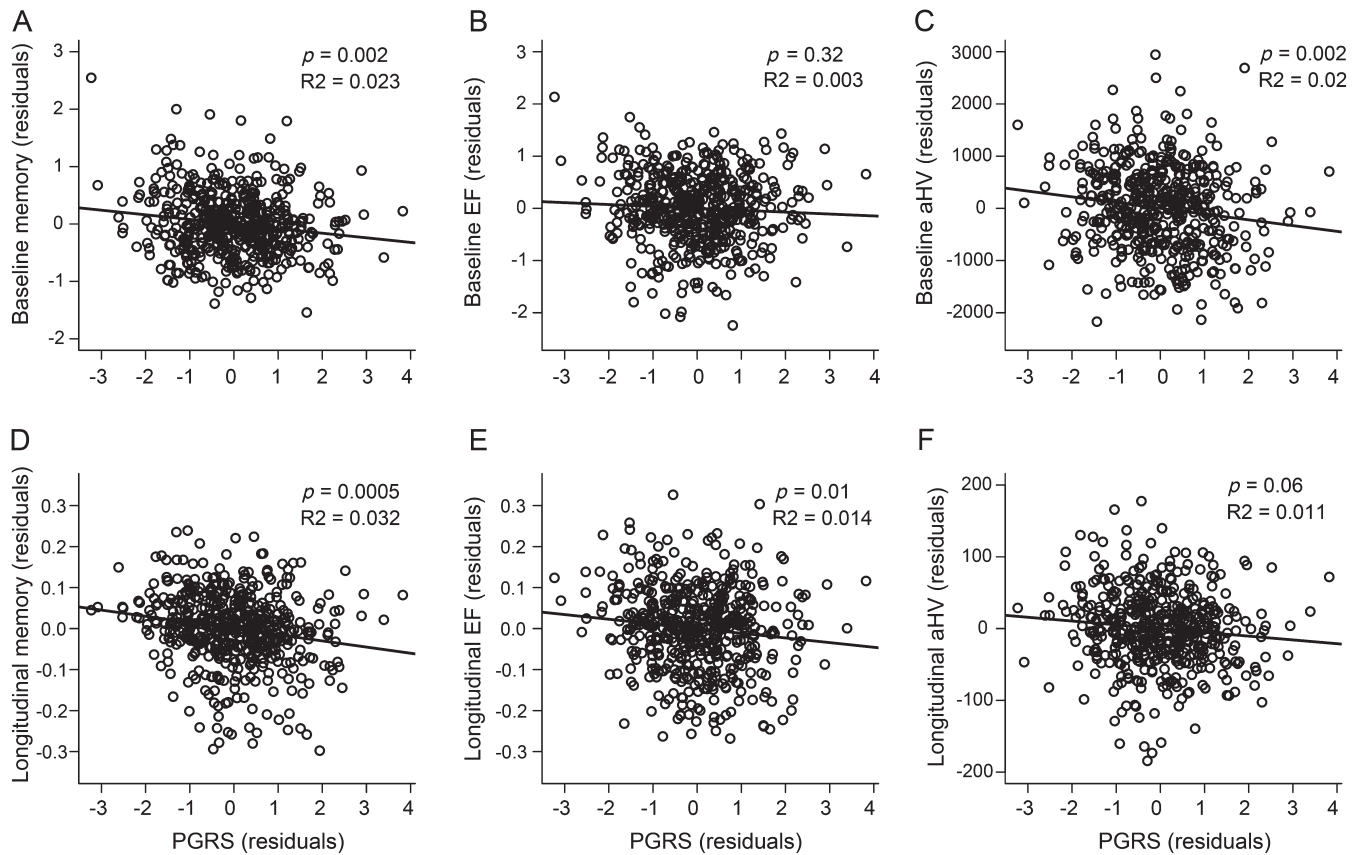 A
Baseline memory (residuals)
3
2
1
0
-1
-2
p = 0.002
R2 = 0.023
-3 -2 -1 0 1 2 3 4
B
Baseline EF (residuals)
3
2
1
0
-1
-2
p = 0.32
R2 = 0.003
-3 -2 -1 0 1 2 3 4
C
Baseline aHV (residuals)
3000
2000
1000
0
-1000
-2000
p = 0.002
R2 = 0.02
-3 -2 -1 0 1 2 3 4
D
Longitudinal memory (residuals)
0.3
0.2
0.1
0.0
-0.1
-0.2
-0.3
p = 0.0005
R2 = 0.032
-3 -2 -1 0 1 2 3 4
PGRS (residuals)
E
Longitudinal EF (residuals)
0.3
0.2
0.1
0.0
-0.1
-0.2
-0.3
p = 0.01
R2 = 0.014
-3 -2 -1 0 1 2 3 4
PGRS (residuals)
F
Longitudinal aHV (residuals)
200
100
0
-100
-200
p = 0.06
R2 = 0.011
-3 -2 -1 0 1 2 3 4
PGRS (residuals)